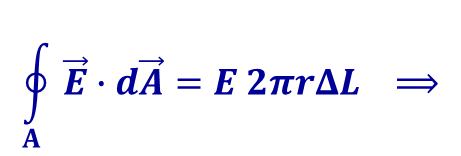 ∮_A E⃗ · dA⃗ = E 2πrΔL ⟹